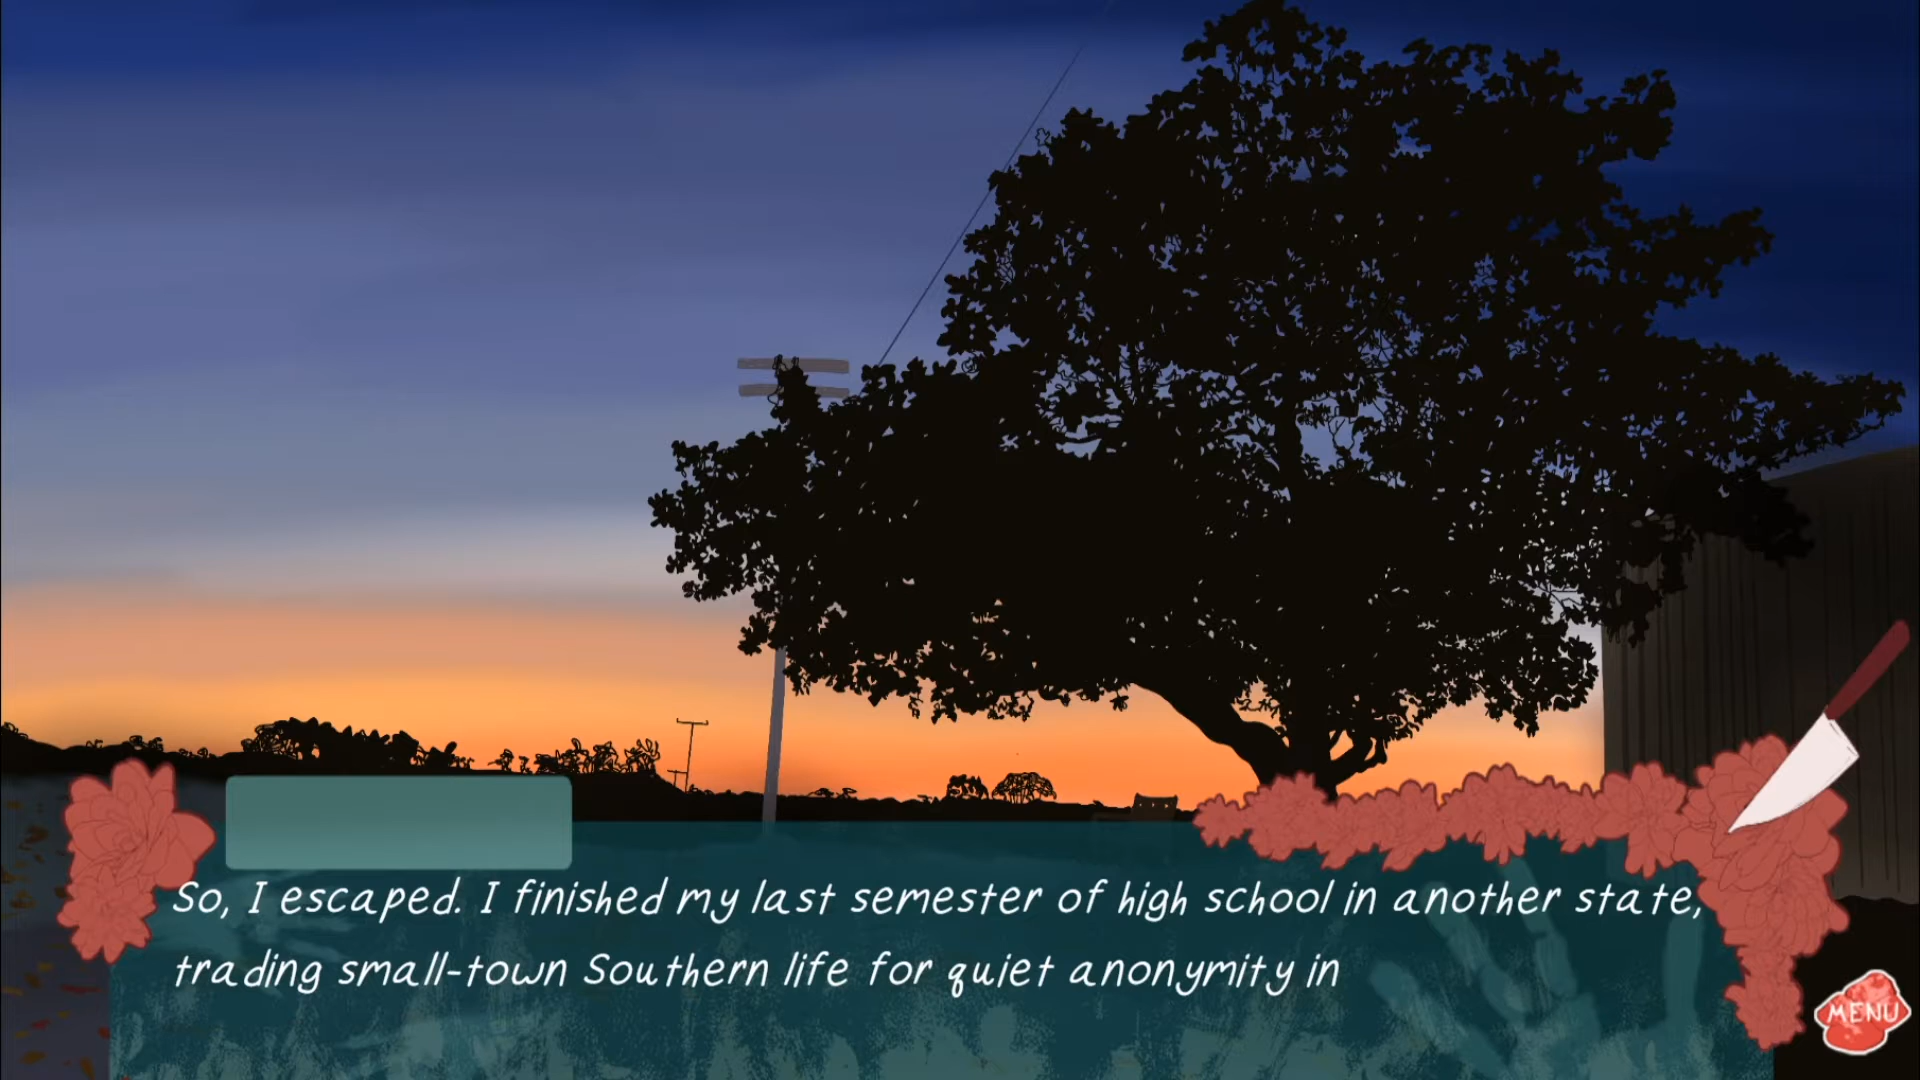 So, I escaped. I finished my last semester of high school in another state,
trading small-town Southern life for quiet anonymity in
MENU